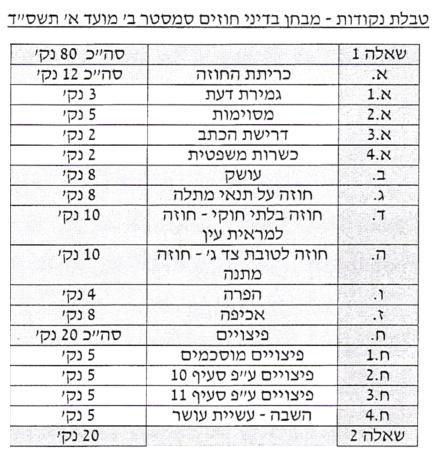 טבלת נקודות - מבחן בדיני חוזים סמסטר ב׳ מועד א׳ תשס״ד
שאלה 1 סה״כ 80 נק׳
א. כריתת החוזה סה״כ 12 נק׳
א.1 גמירת דעת 3 נק׳
א.2 מסוימות 5 נק׳
א.3 דרישת הכתב 2 נק׳
א.4 כשרות משפטית 2 נק׳
ב. עושק 8 נק׳
ג. חוזה על תנאי מתלה 8 נק׳
ד. חוזה בלתי חוקי - חוזה 10 נק׳
למראית עין
ה. חוזה לטובת צד ג׳ - חוזה 10 נק׳
מתנה
ו. הפרה 4 נק׳
ז. אכיפה 8 נק׳
ח. פיצויים סה״כ 20 נק׳
ח.1 פיצויים מוסכמים 5 נק׳
ח.2 פיצויים ע״פ סעיף 10 5 נק׳
ח.3 פיצויים ע״פ סעיף 11 5 נק׳
ח.4 השבה - עשיית עושר 5 נק׳
שאלה 2 20 נק׳